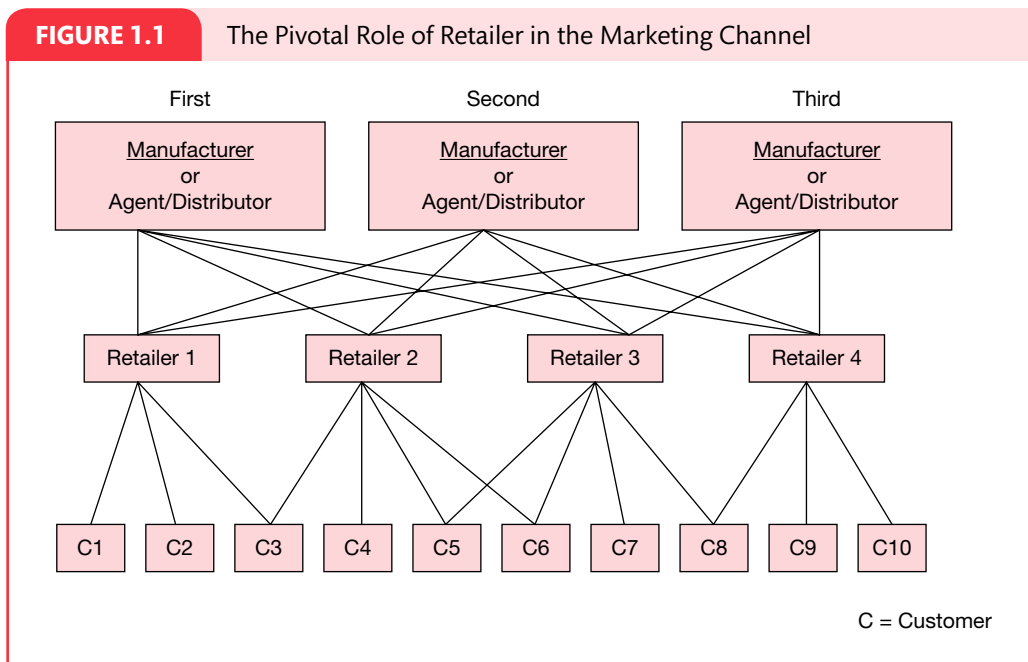 FIGURE 1.1 The Pivotal Role of Retailer in the Marketing Channel
First Second Third
Manufacturer
or
Agent/Distributor
Manufacturer
or
Agent/Distributor
Manufacturer
or
Agent/Distributor
Retailer 1 Retailer 2 Retailer 3 Retailer 4
C1 C2 C3 C4 C5 C6 C7 C8 C9 C10
C = Customer